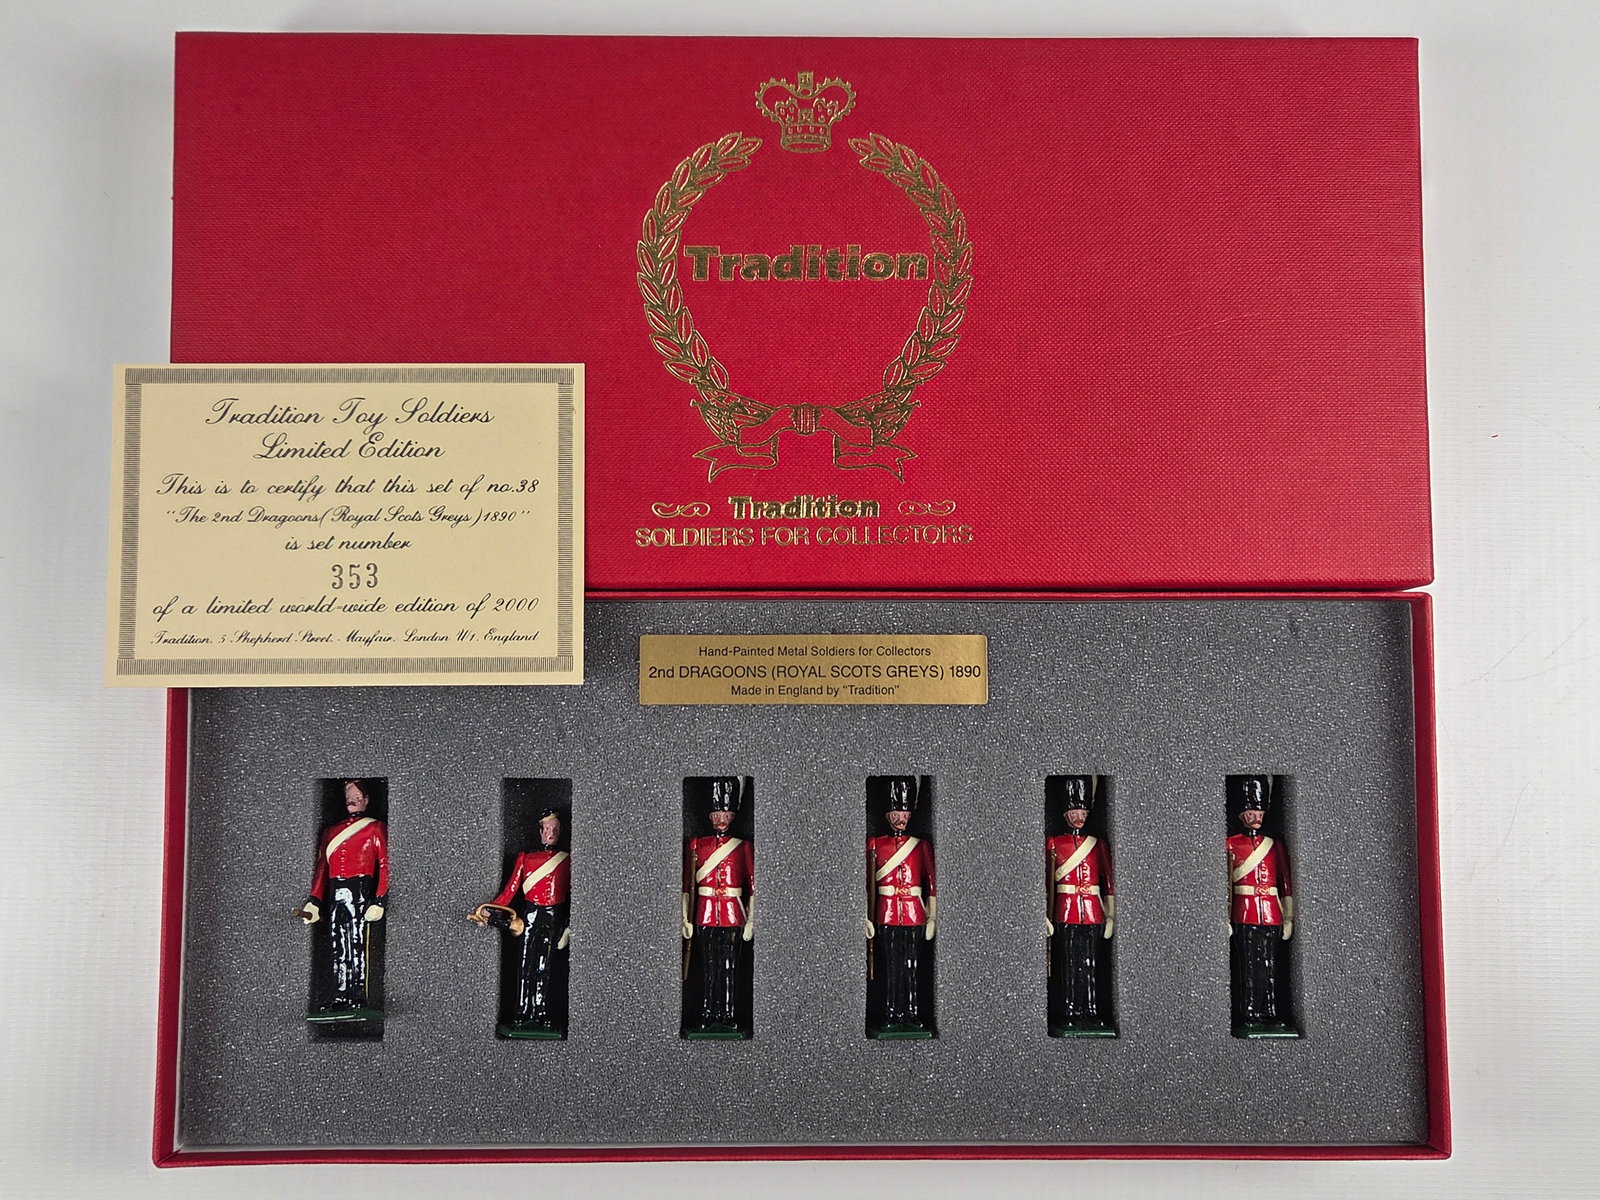 Tradition
Tradition
SOLDIERS FOR COLLECTORS
Tradition Toy Soldiers
Limited Edition
This is to certify that this set of no.38
"The 2nd Dragoons (Royal Scots Greys) 1890"
is set number
353
of a limited world-wide edition of 2000
Tradition, 5 Shepherd Street, Mayfair, London W1, England
Hand-Painted Metal Soldiers for Collectors
2nd DRAGOONS (ROYAL SCOTS GREYS) 1890
Made in England by "Tradition"